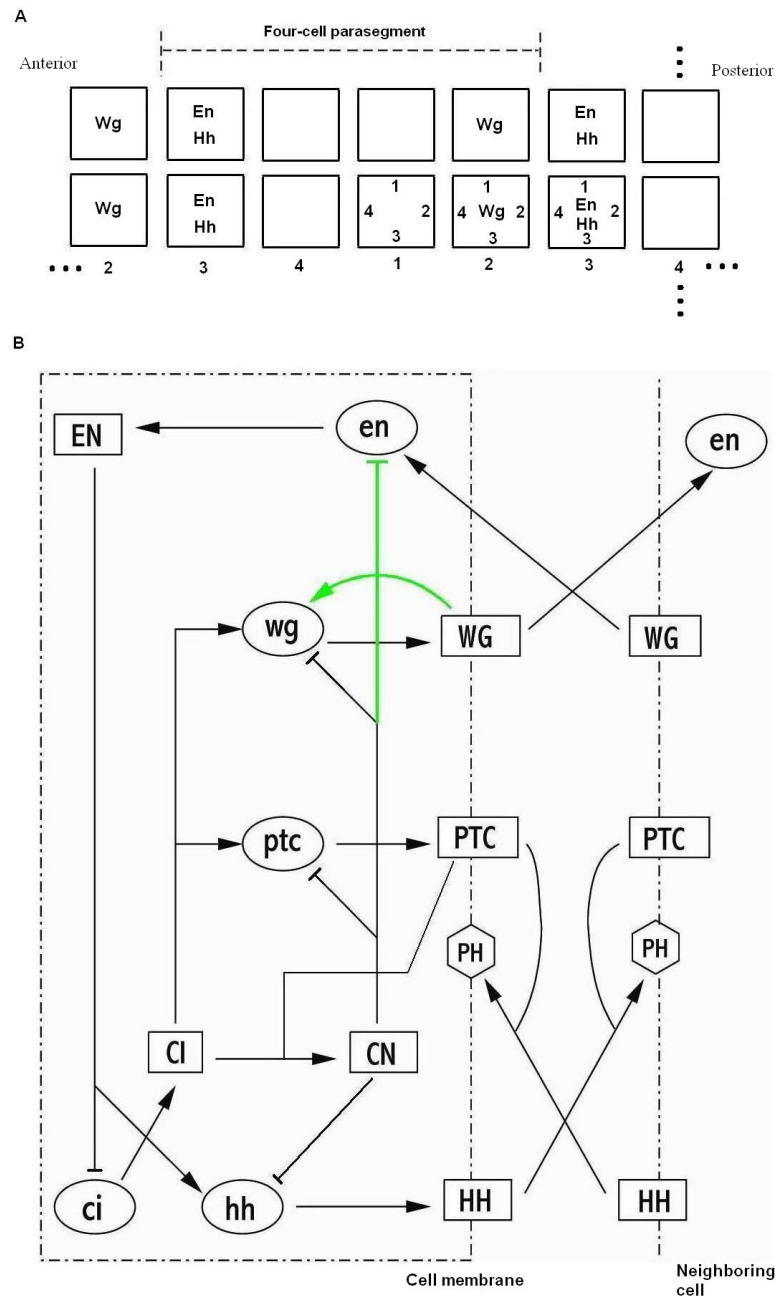 A
Four-cell parasegment
Anterior
Posterior
Wg En Wg En
Hh Hh
Wg En 1 1 1
Hh 4 2 4 Wg 2 4 En 2
Hh
3 3 3
2 3 4 1 2 3 4
B
EN en en
wg WG WG
ptc PTC PTC
PH PH
CI CN
ci hh HH HH
Cell membrane
Neighboring
cell